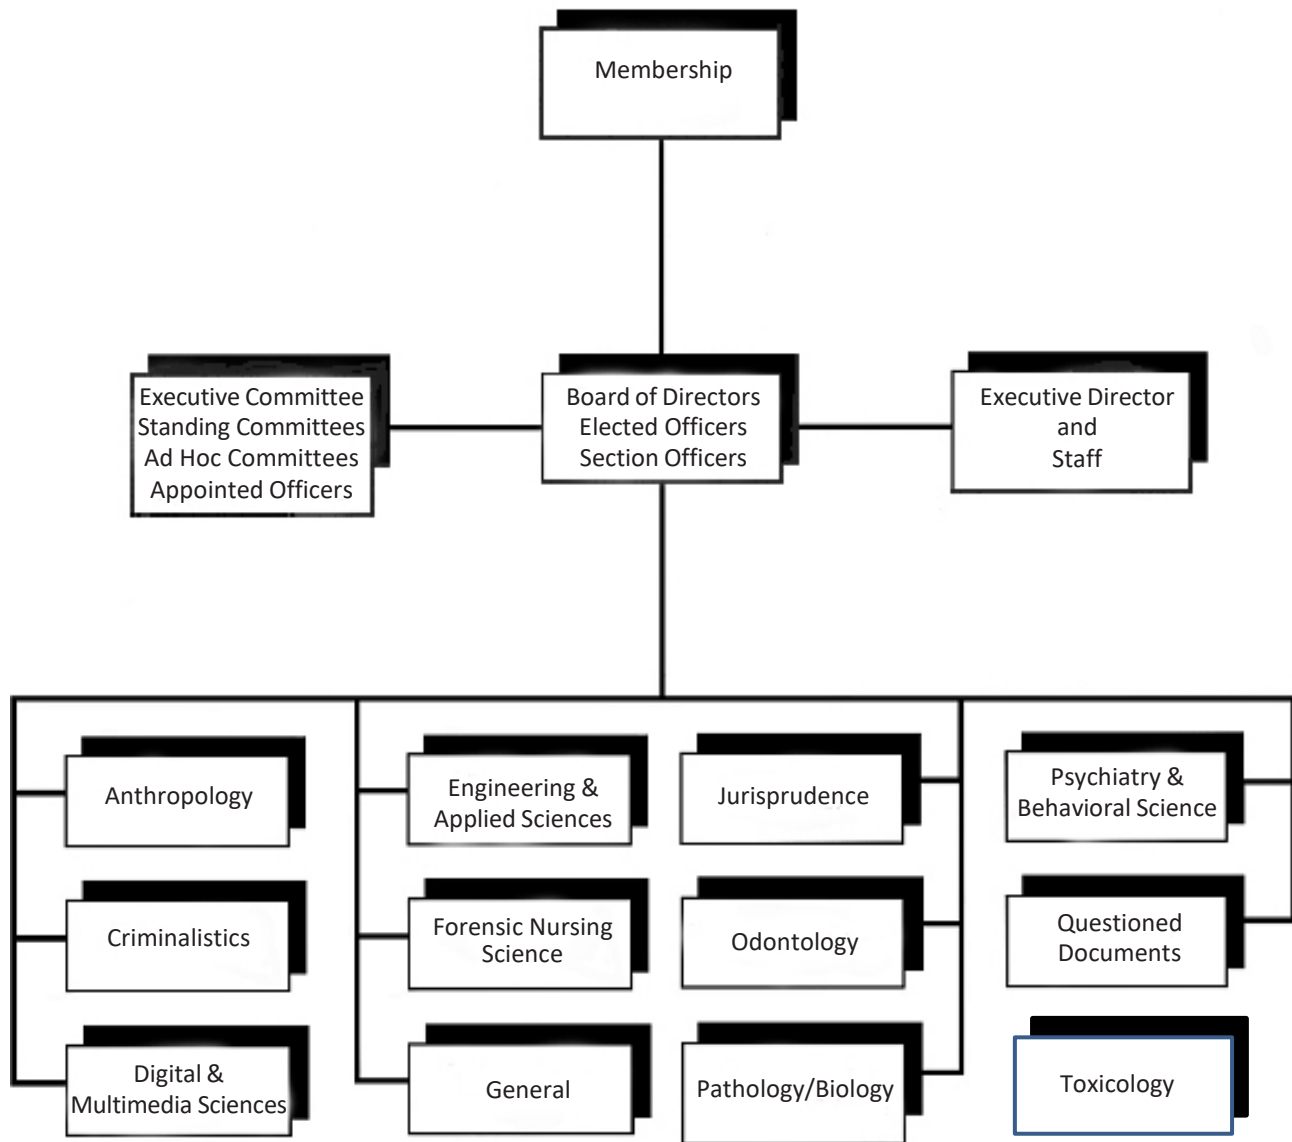 Membership
Executive Committee
Standing Committees
Ad Hoc Committees
Appointed Officers
Board of Directors
Elected Officers
Section Officers
Executive Director
and
Staff
Anthropology
Engineering &
Applied Sciences
Jurisprudence
Psychiatry &
Behavioral Science
Criminalistics
Forensic Nursing
Science
Odontology
Questioned
Documents
Digital &
Multimedia Sciences
General
Pathology/Biology
Toxicology